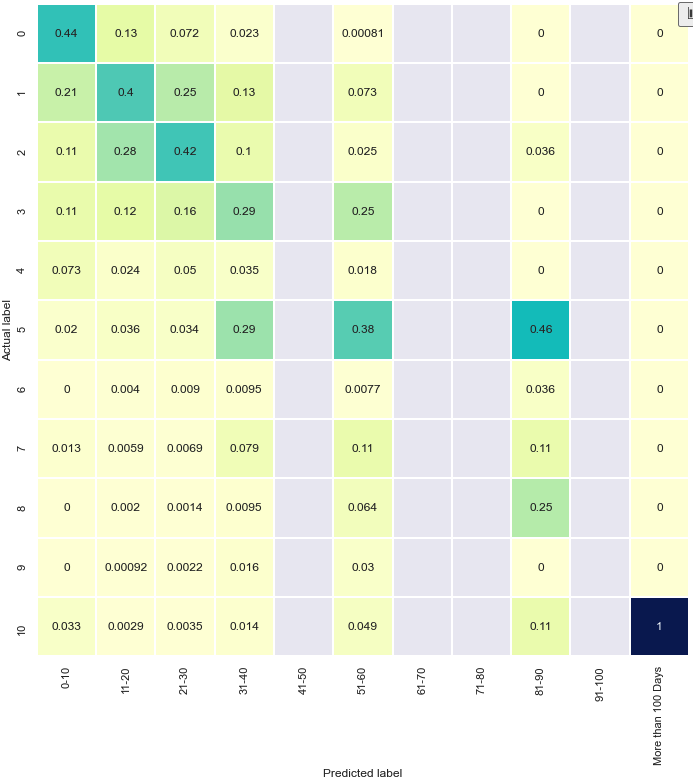 0 0.44 0.13 0.072 0.023 0.00081 0 0
1 0.21 0.4 0.25 0.13 0.073 0 0
2 0.11 0.28 0.42 0.1 0.025 0.036 0
3 0.11 0.12 0.16 0.29 0.25 0 0
4 0.073 0.024 0.05 0.035 0.018 0 0
Actual label
5 0.02 0.036 0.034 0.29 0.38 0.46 0
6 0 0.004 0.009 0.0095 0.0077 0.036 0
7 0.013 0.0059 0.0069 0.079 0.11 0.11 0
8 0 0.002 0.0014 0.0095 0.064 0.25 0
9 0 0.00092 0.0022 0.016 0.03 0 0
10 0.033 0.0029 0.0035 0.014 0.049 0.11 1
0-10 11-20 21-30 31-40 41-50 51-60 61-70 71-80 81-90 91-100 More than 100 Days
Predicted label